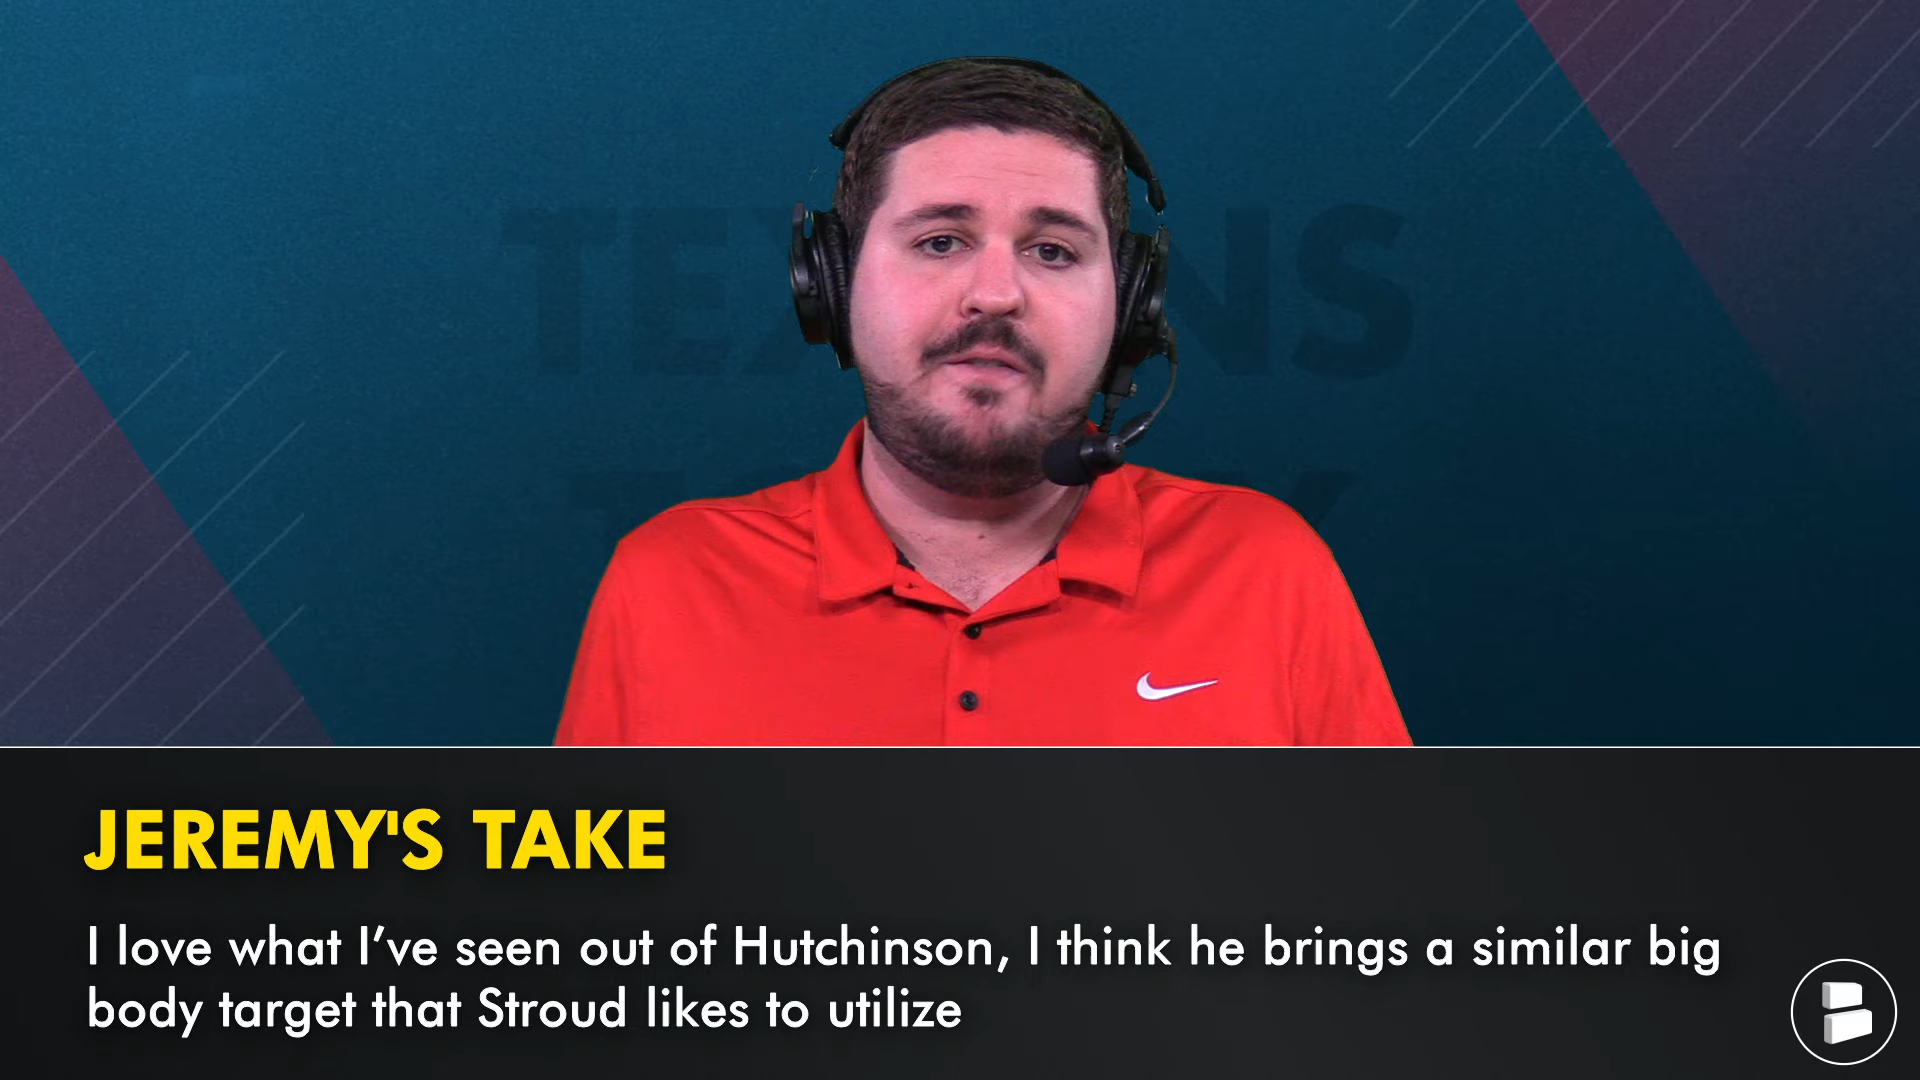 TEXANS
JEREMY'S TAKE
I love what I've seen out of Hutchinson, I think he brings a similar big
body target that Stroud likes to utilize